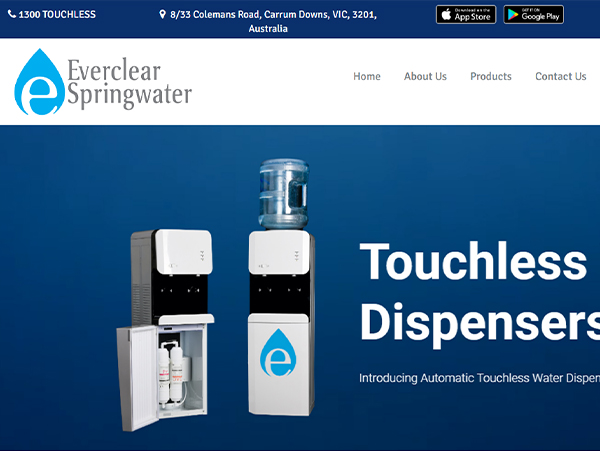 1300 TOUCHLESS
8/33 Colemans Road, Carrum Downs, VIC, 3201,
Australia
Download on the
App Store
GET IT ON
Google Play
Everclear
Springwater
Home
About Us
Products
Contact Us
Touchless
Dispensers
Introducing Automatic Touchless Water Dispen